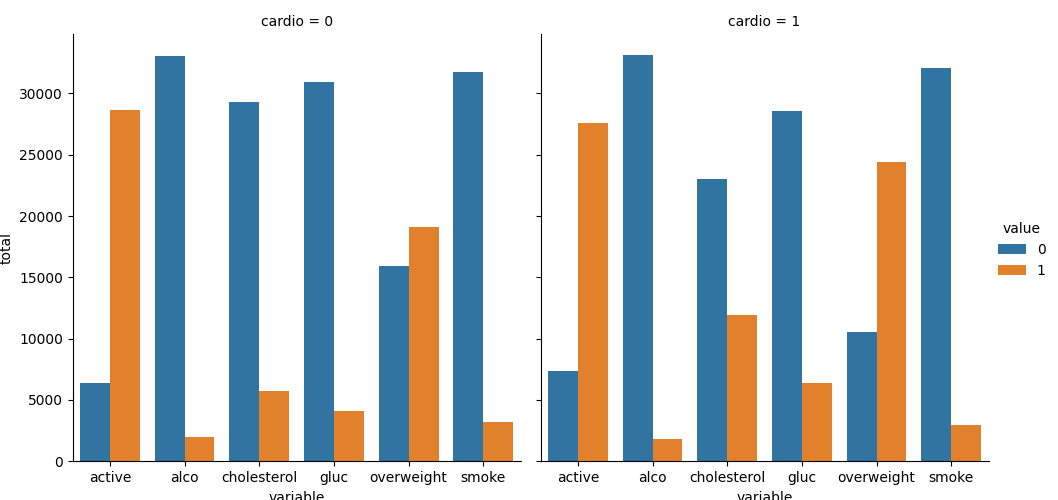 cardio = 0
cardio = 1
30000
25000
20000
15000
10000
5000
0
total
active alco cholesterol gluc overweight smoke
variable
active alco cholesterol gluc overweight smoke
variable
value
0
1